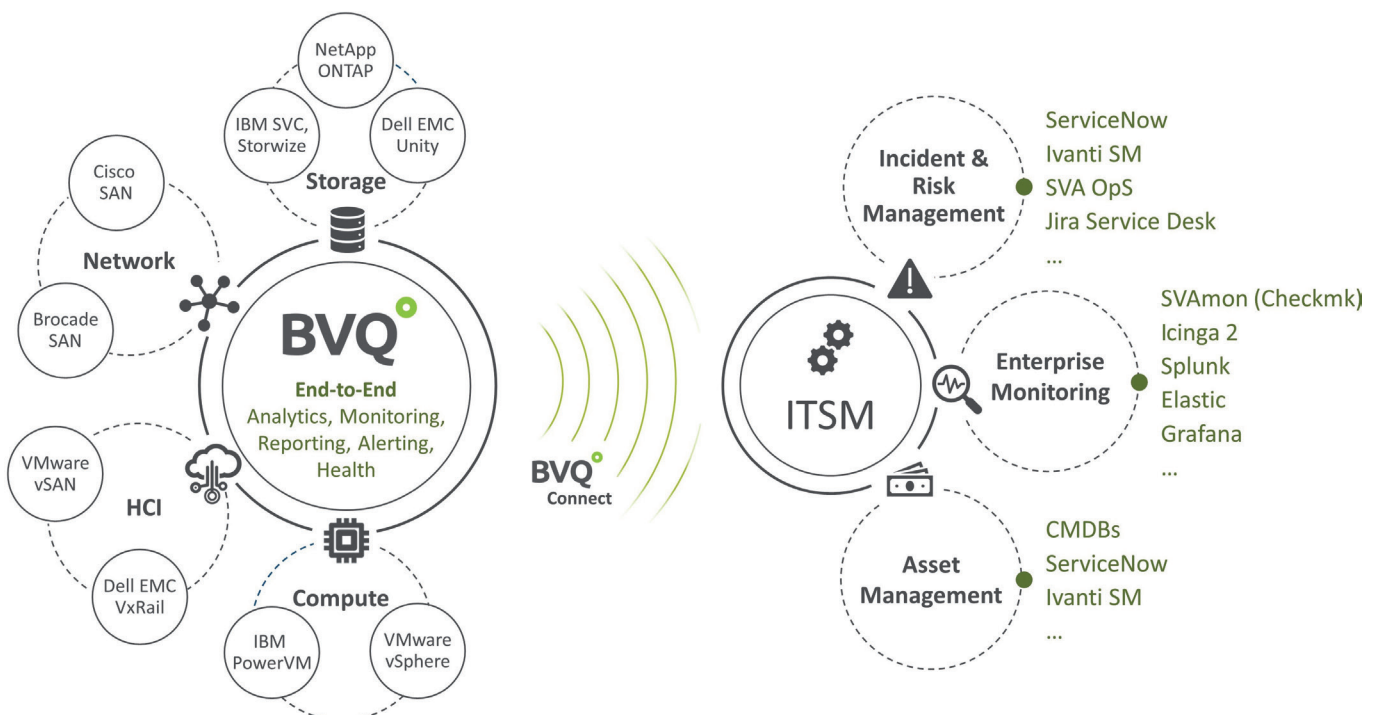 NetApp
ONTAP
IBM SVC,
Storwize
Dell EMC
Unity
Storage
Cisco
SAN
Network
Brocade
SAN
BVQ
End-to-End
Analytics, Monitoring,
Reporting, Alerting,
Health
VMware
vSAN
HCI
Dell EMC
VxRail
Compute
IBM
PowerVM
VMware
vSphere
BVQ
Connect
ITSM
Incident &
Risk
Management
ServiceNow
Ivanti SM
SVA OpS
Jira Service Desk
...
Enterprise
Monitoring
SVAmon (Checkmk)
Icinga 2
Splunk
Elastic
Grafana
...
Asset
Management
CMDBs
ServiceNow
Ivanti SM
...